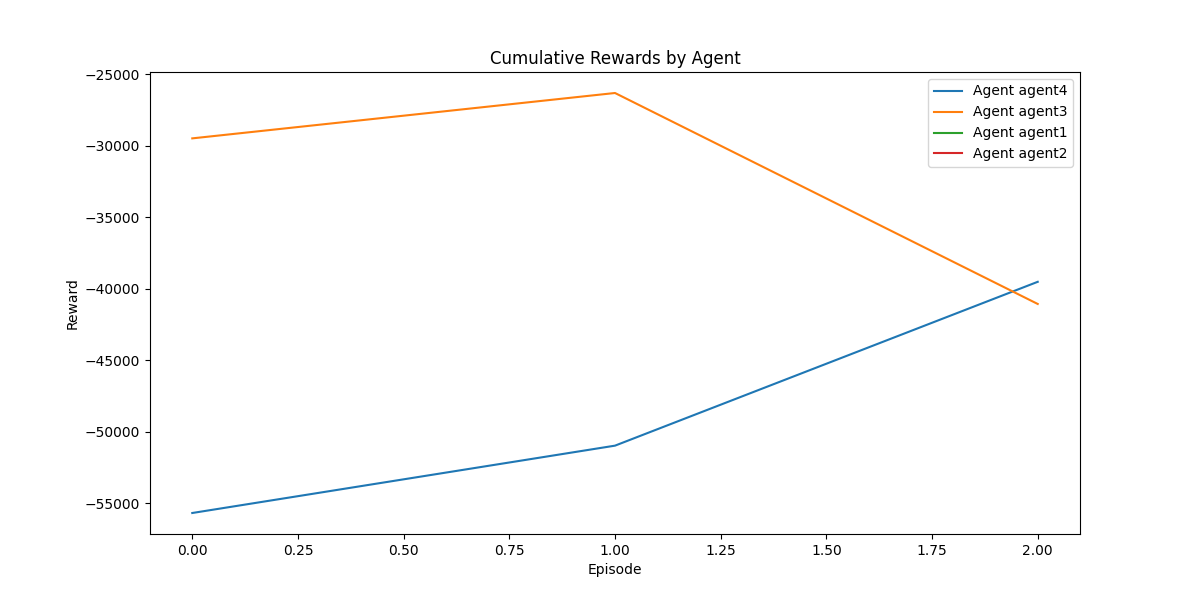 Cumulative Rewards by Agent
Agent agent4
Agent agent3
Agent agent1
Agent agent2
Reward
−25000
−30000
−35000
−40000
−45000
−50000
−55000
0.00 0.25 0.50 0.75 1.00 1.25 1.50 1.75 2.00
Episode